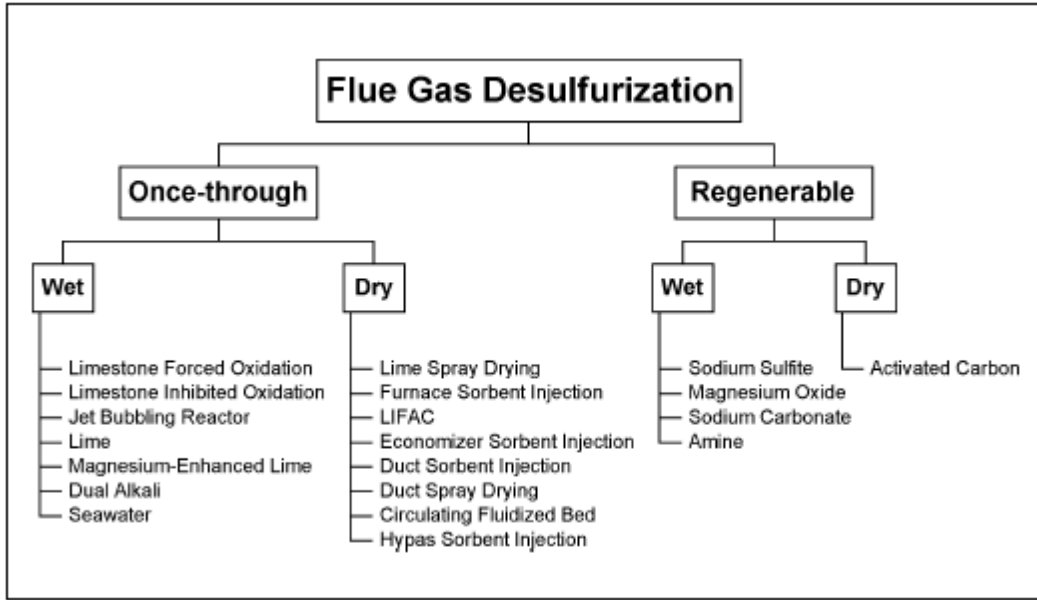 Flue Gas Desulfurization
Once-through
Regenerable
Wet
Dry
Wet
Dry
Limestone Forced Oxidation
Limestone Inhibited Oxidation
Jet Bubbling Reactor
Lime
Magnesium-Enhanced Lime
Dual Alkali
Seawater
Lime Spray Drying
Furnace Sorbent Injection
LIFAC
Economizer Sorbent Injection
Duct Sorbent Injection
Duct Spray Drying
Circulating Fluidized Bed
Hypas Sorbent Injection
Sodium Sulfite
Magnesium Oxide
Sodium Carbonate
Amine
Activated Carbon